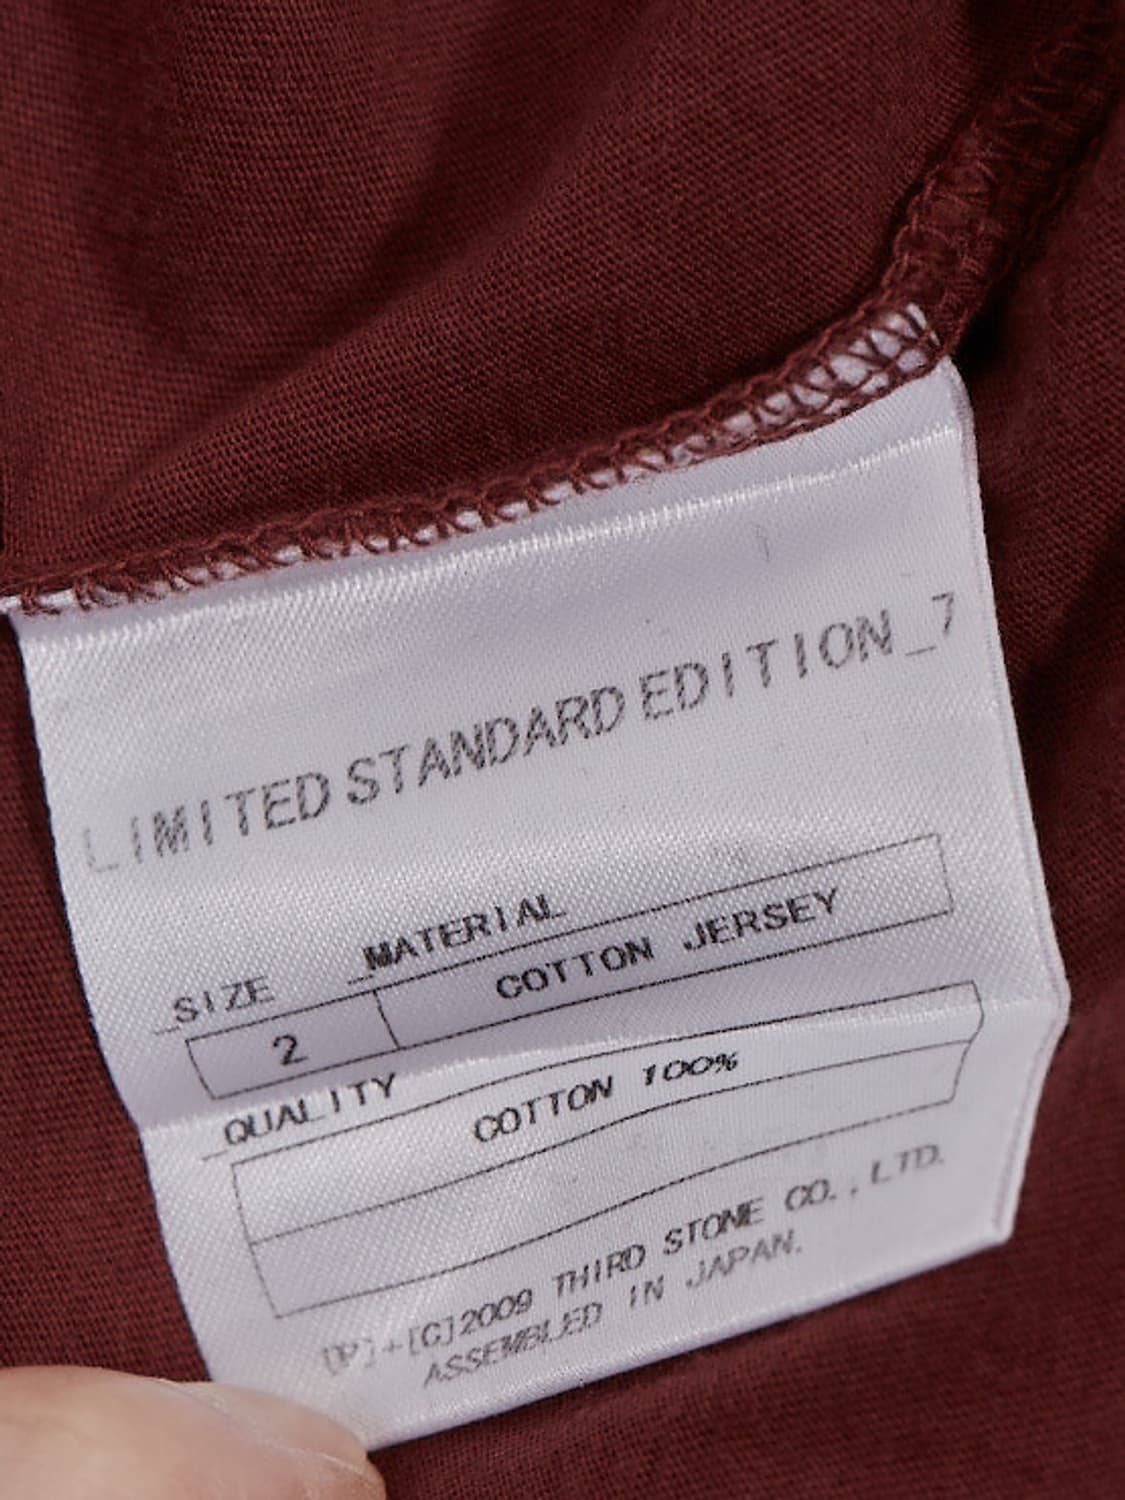 LIMITED STANDARD EDITION_7
_SIZE _MATERIAL
2 COTTON JERSEY
_QUALITY
COTTON 100%
[P]+[C]2009 THIRD STONE CO.,LTD.
ASSEMBLED IN JAPAN.